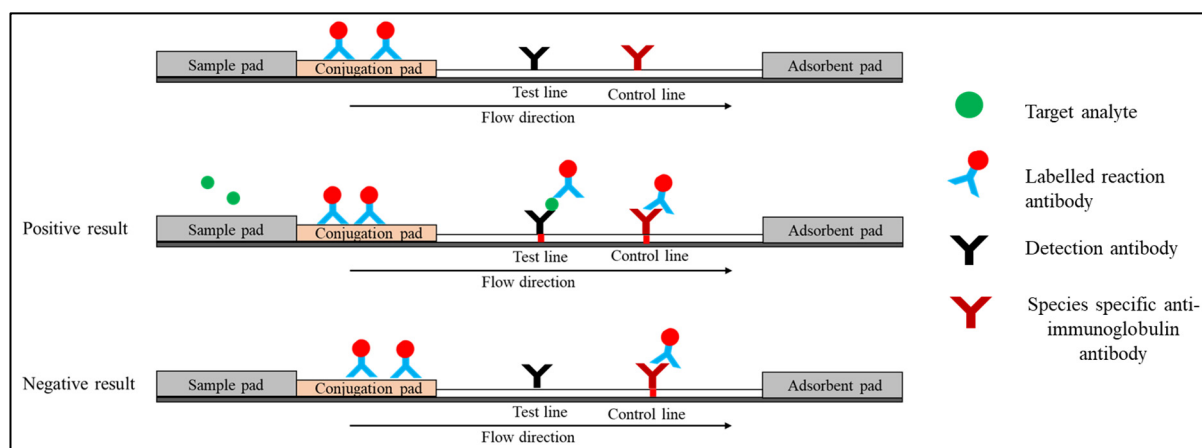 Sample pad
Conjugation pad
Adsorbent pad
Test line
Control line
Flow direction
Positive result
Sample pad
Conjugation pad
Adsorbent pad
Test line
Control line
Flow direction
Negative result
Sample pad
Conjugation pad
Adsorbent pad
Test line
Control line
Flow direction
Target analyte
Labelled reaction
antibody
Detection antibody
Species specific anti-
immunoglobulin
antibody